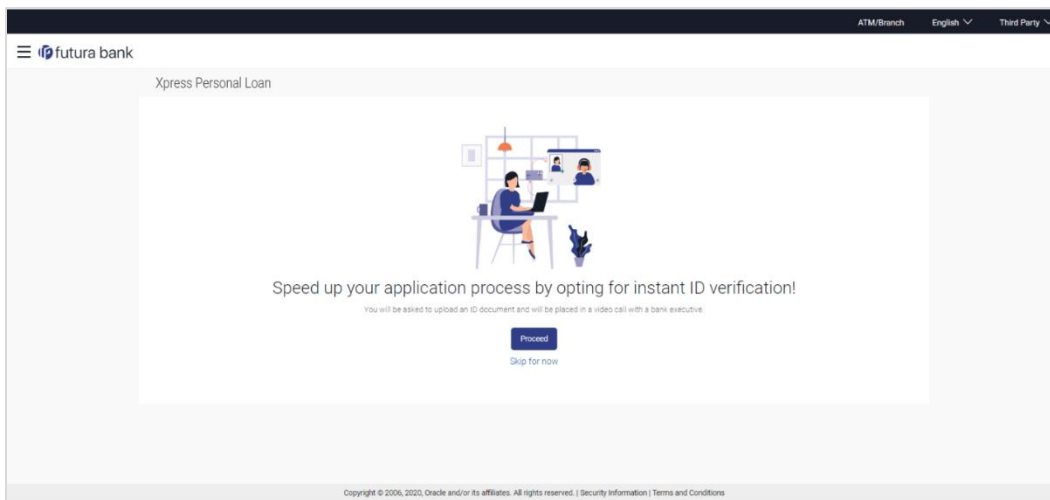 ATM/Branch English Third Party
futura bank
Xpress Personal Loan
Speed up your application process by opting for instant ID verification!
You will be asked to upload an ID document and will be placed in a video call with a bank executive.
Proceed
Skip for now
Copyright © 2006, 2020, Oracle and/or its affiliates. All rights reserved. | Security Information | Terms and Conditions